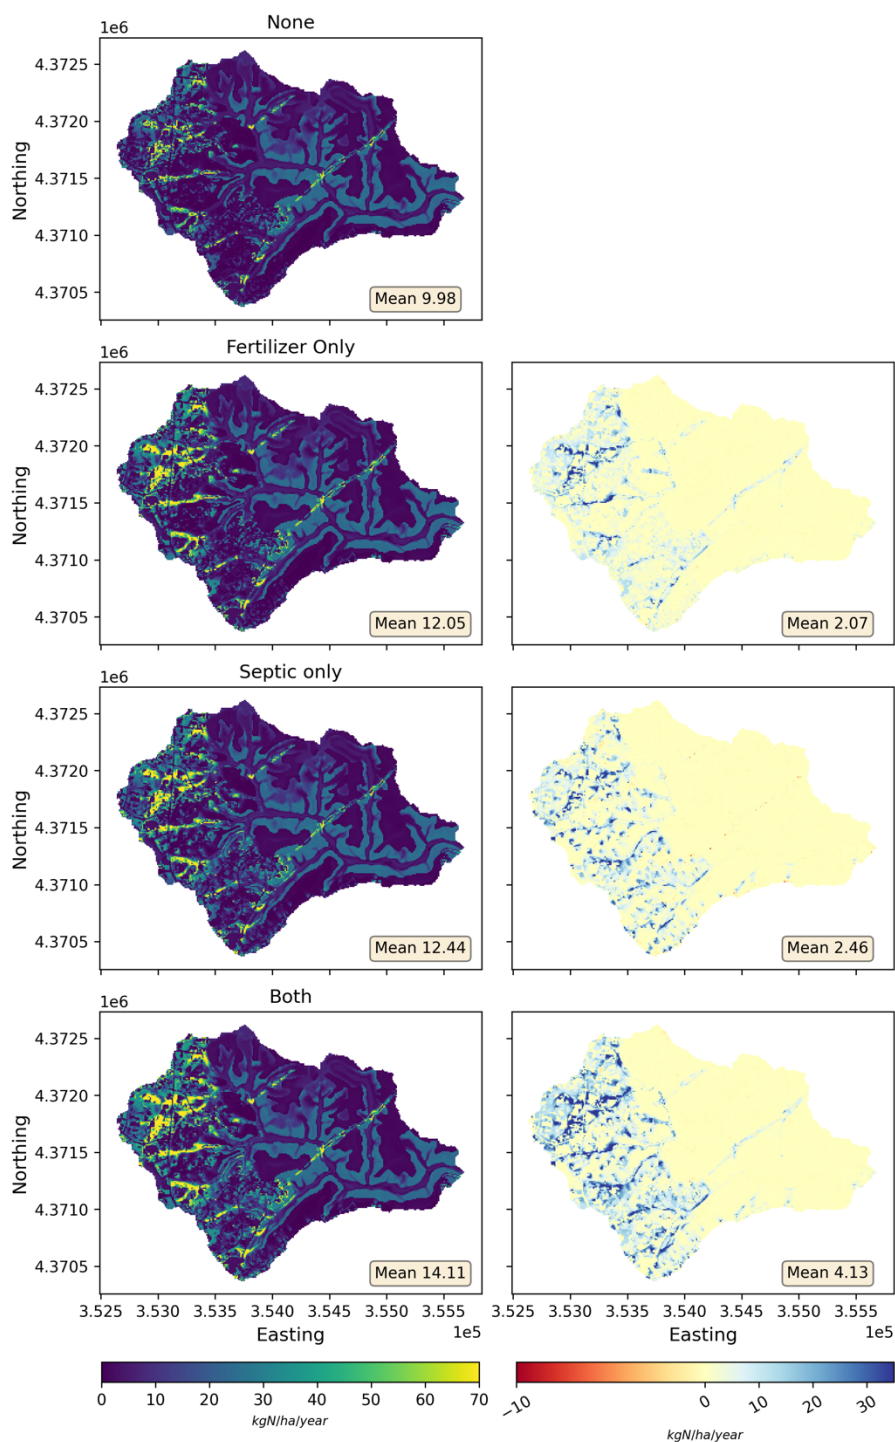 None
1e6
4.3725
4.3720
4.3715
4.3710
4.3705
Northing
Mean 9.98
Fertilizer Only
1e6
4.3725
4.3720
4.3715
4.3710
4.3705
Northing
Mean 12.05
Mean 2.07
Septic only
1e6
4.3725
4.3720
4.3715
4.3710
4.3705
Northing
Mean 12.44
Mean 2.46
Both
1e6
4.3725
4.3720
4.3715
4.3710
4.3705
Northing
Mean 14.11
Mean 4.13
3.525 3.530 3.535 3.540 3.545 3.550 3.555
Easting
1e5
3.525 3.530 3.535 3.540 3.545 3.550 3.555
Easting
1e5
0 10 20 30 40 50 60 70
kgN/ha/year
−10 0 10 20 30
kgN/ha/year